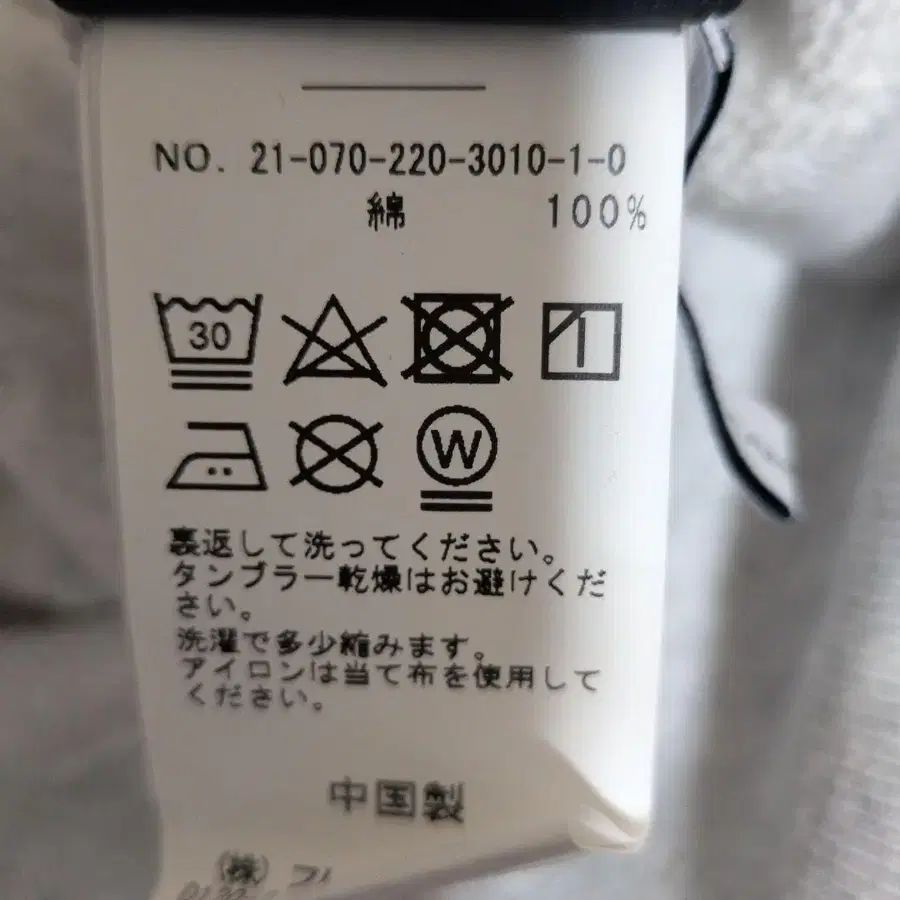 NO. 21-070-220-3010-1-0
綿 100%
30
W
裏返して洗ってください。
タンブラー乾燥はお避けくだ
さい。
洗濯で多少縮みます。
アイロンは当て布を使用して
ください。
中国製
(株)